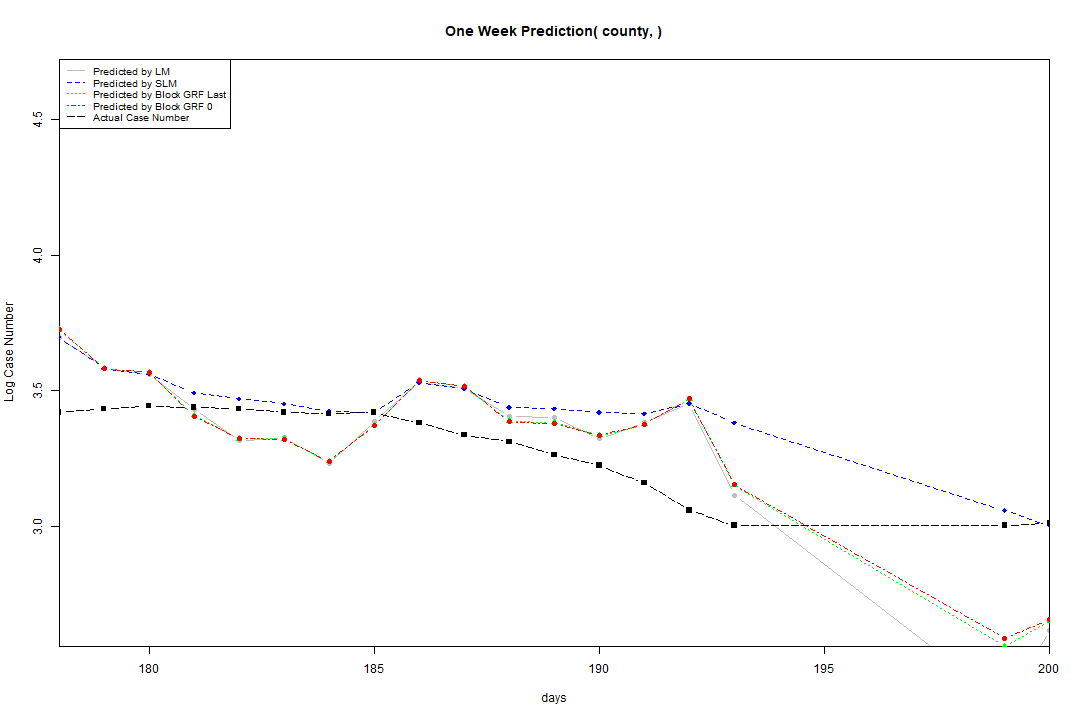 One Week Prediction( county, )
Predicted by LM
Predicted by SLM
Predicted by Block GRF Last
Predicted by Block GRF 0
Actual Case Number
4.5
4.0
3.5
3.0
Log Case Number
180
185
190
195
200
days